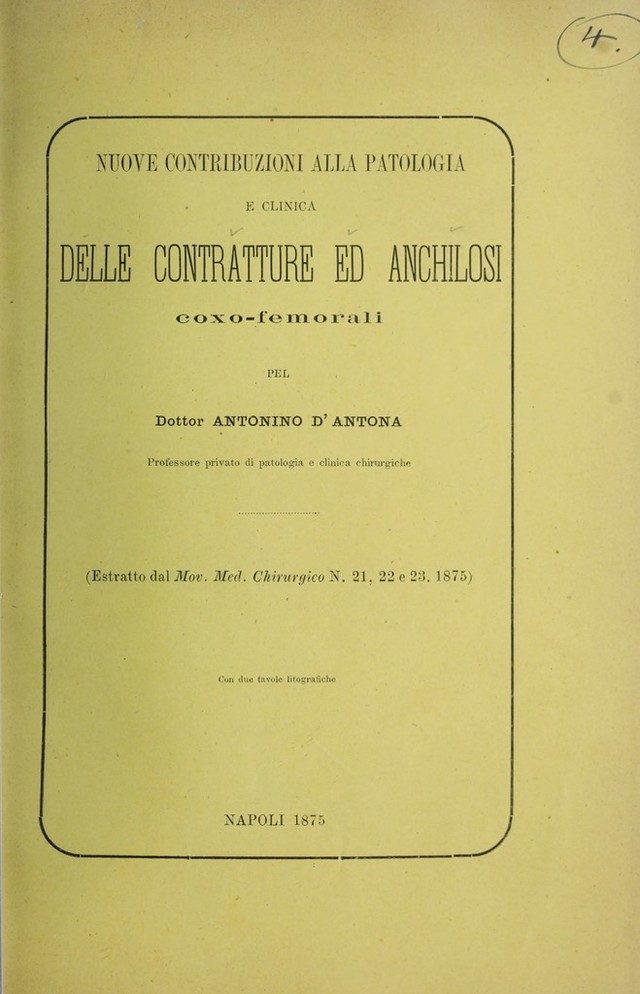 4.
NUOVE CONTRIBUZIONI ALLA PATOLOGIA
E CLINICA
DELLE CONTRATTURE ED ANCHILOSI
coxo-femorali
PEL
Dottor ANTONINO D' ANTONA
Professore privato di patologia e clinica chirurgiche
(Estratto dal Mov. Med. Chirurgico N. 21, 22 e 23, 1875)
Con due tavole litografiche
NAPOLI 1875